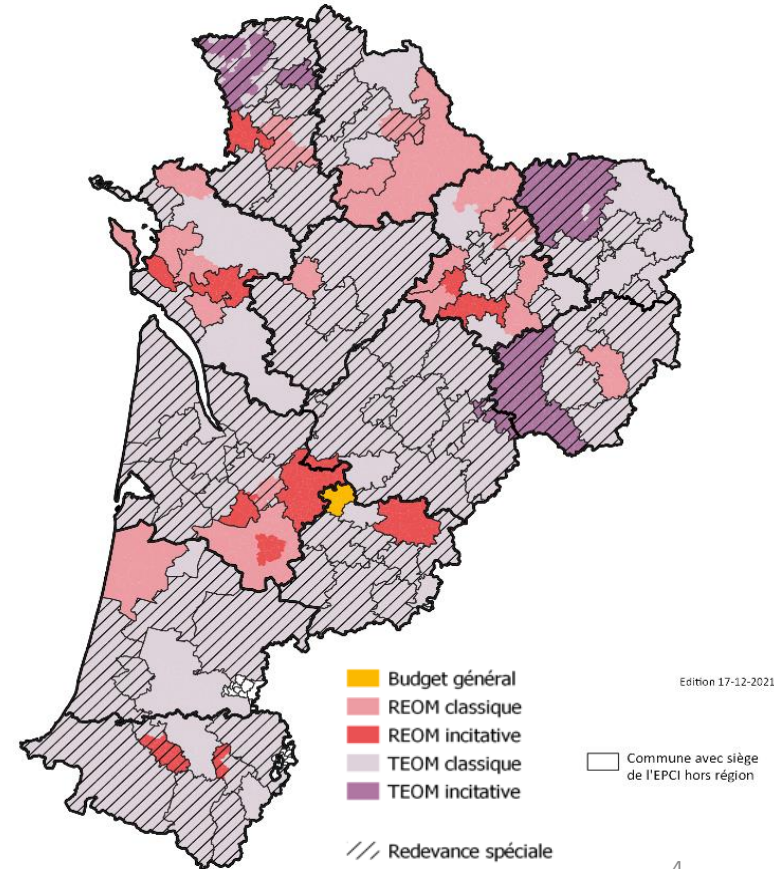 Budget général
REOM classique
REOM incitative
TEOM classique
TEOM incitative
Redevance spéciale
Edition 17-12-2021
Commune avec siège
de l'EPCI hors région
4